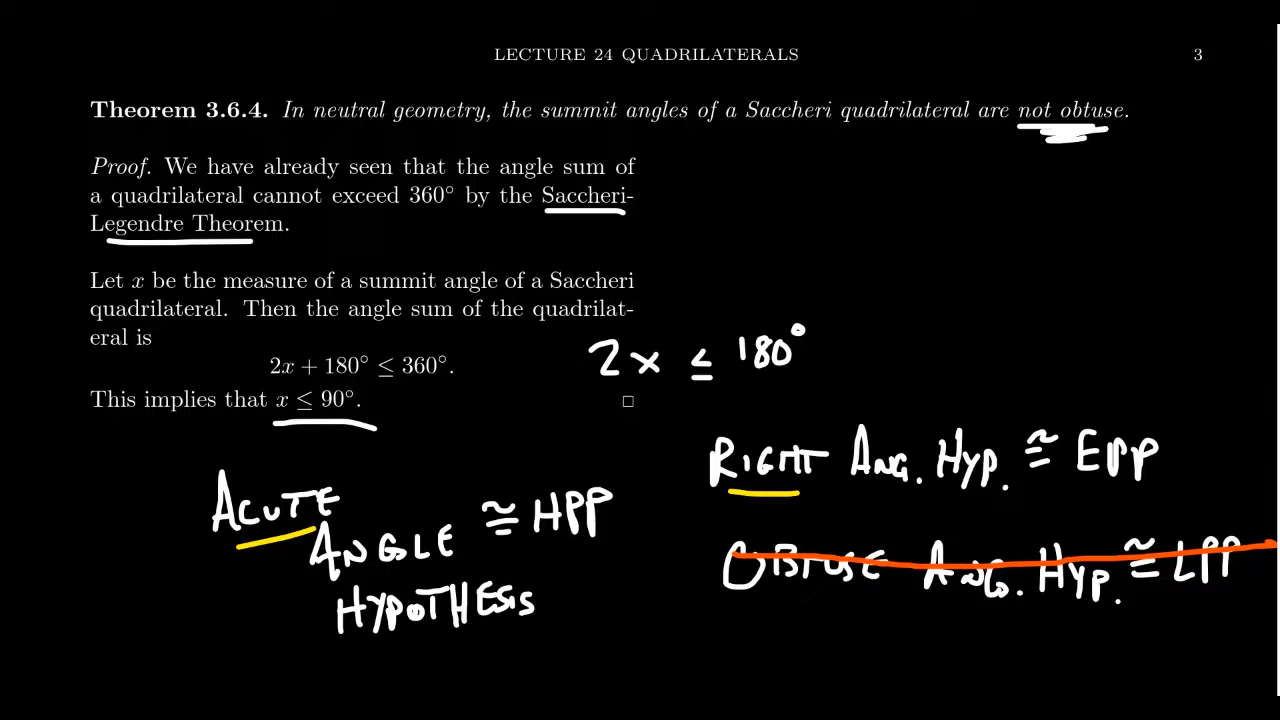 LECTURE 24 QUADRILATERALS 3
Theorem 3.6.4. In neutral geometry, the summit angles of a Saccheri quadrilateral are not obtuse.
Proof. We have already seen that the angle sum of
a quadrilateral cannot exceed 360° by the Saccheri-
Legendre Theorem.
Let x be the measure of a summit angle of a Saccheri
quadrilateral. Then the angle sum of the quadrilat-
eral is
2x + 180° ≤ 360°.
This implies that x ≤ 90°. □
2x ≤ 180°
RIGHT ANG. HYP. ≅ EPP
ACUTE
ANGLE ≅ HPP
HYPOTHESIS
OBTUSE ANG. HYP. ≅ LPP